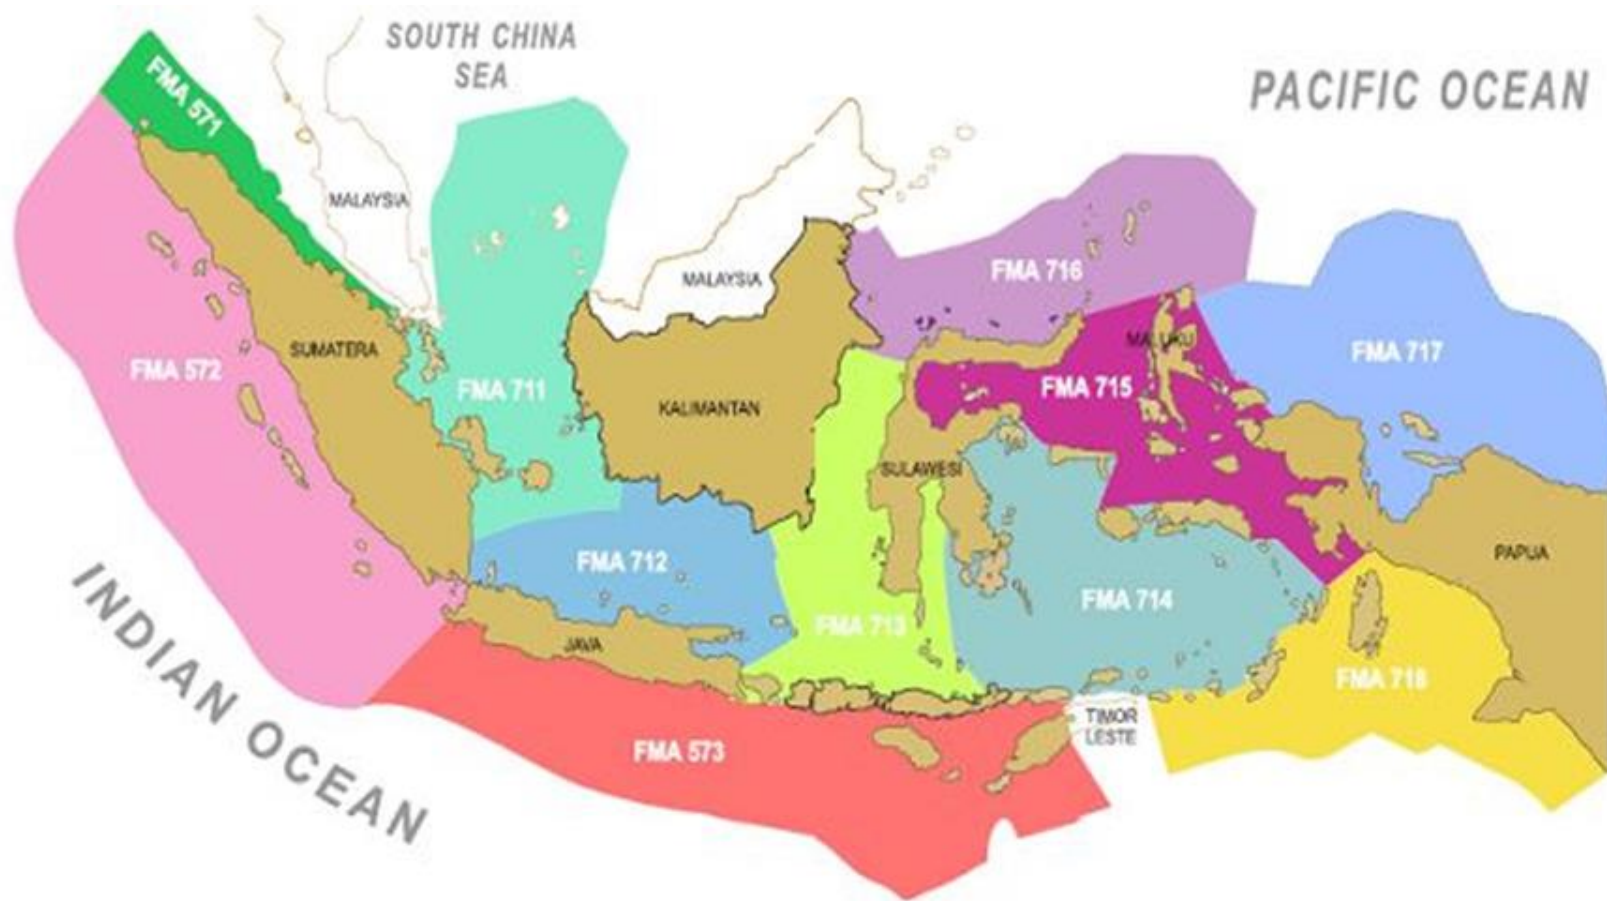 SOUTH CHINA
SEA
PACIFIC OCEAN
FMA 571
MALAYSIA
FMA 716
MALAYSIA
FMA 572
SUMATERA
FMA 711
KALIMANTAN
FMA 715
MALUKU
FMA 717
SULAWESI
FMA 712
FMA 713
FMA 714
PAPUA
JAVA
FMA 718
TIMOR
LESTE
FMA 573
INDIAN OCEAN